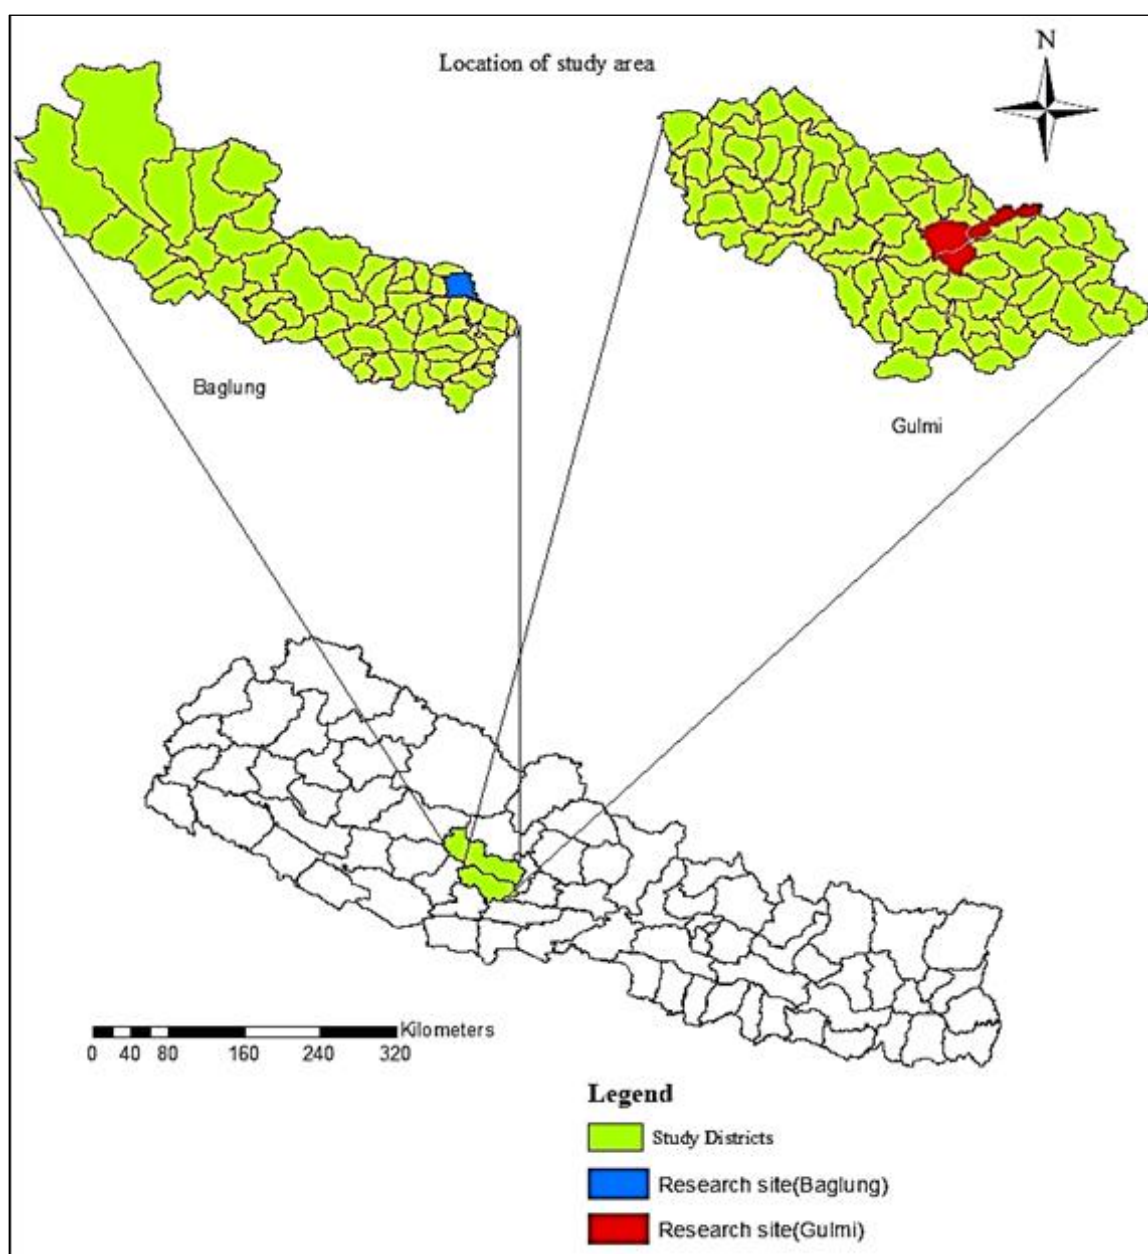 Location of study area
N
Baglung
Gulmi
Kilometers
0 40 80 160 240 320
Legend
Study Districts
Research site(Baglung)
Research site(Gulmi)